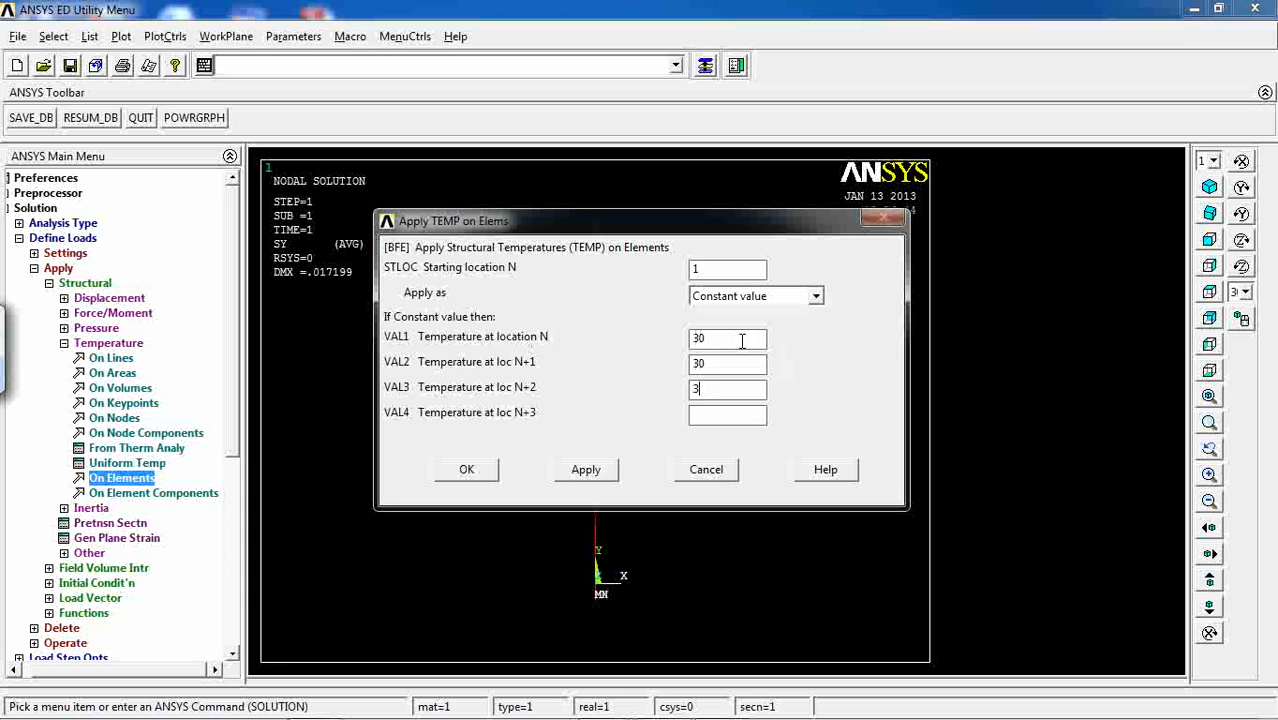 ANSYS ED Utility Menu
File Select List Plot PlotCtrls WorkPlane Parameters Macro MenuCtrls Help
ANSYS Toolbar
SAVE_DB RESUM_DB QUIT POWRGRPH
ANSYS Main Menu
Preferences
Preprocessor
Solution
Analysis Type
Define Loads
Settings
Apply
Structural
Displacement
Force/Moment
Pressure
Temperature
On Lines
On Areas
On Volumes
On Keypoints
On Nodes
On Node Components
From Therm Analy
Uniform Temp
On Elements
On Element Components
Inertia
Pretnsn Sectn
Gen Plane Strain
Other
Field Volume Intr
Initial Condit'n
Load Vector
Functions
Delete
Operate
Load Step Opts
1
NODAL SOLUTION
STEP=1
SUB =1
TIME=1
SY (AVG)
RSYS=0
DMX =.017199
ANSYS
JAN 13 2013
Apply TEMP on Elems
[BFE] Apply Structural Temperatures (TEMP) on Elements
STLOC Starting location N 1
Apply as Constant value
If Constant value then:
VAL1 Temperature at location N 30
VAL2 Temperature at loc N+1 30
VAL3 Temperature at loc N+2 3
VAL4 Temperature at loc N+3
OK Apply Cancel Help
Y
X
MN
1
Pick a menu item or enter an ANSYS Command (SOLUTION) mat=1 type=1 real=1 csys=0 secn=1